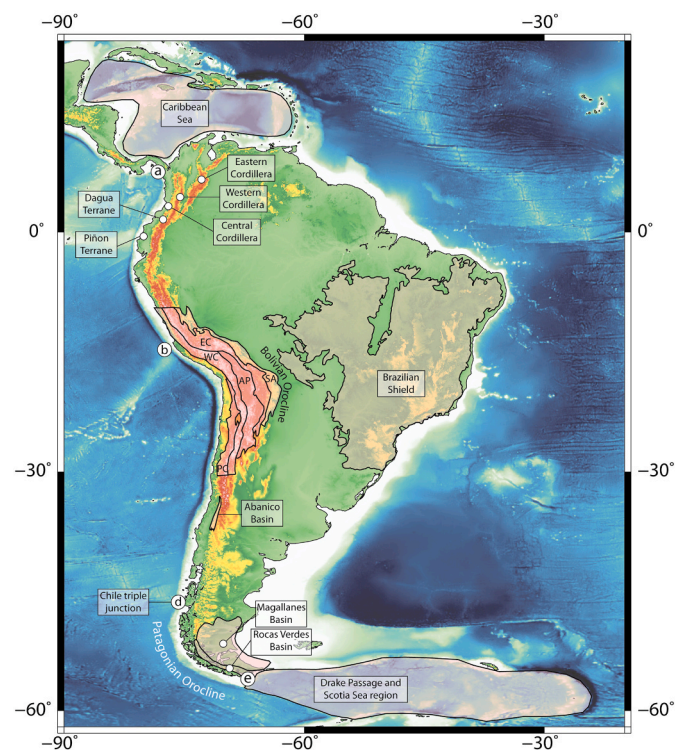 −90° −60° −30°
Caribbean
Sea
a
Eastern
Cordillera
Dagua
Terrane
Western
Cordillera
Central
Cordillera
0° 0°
Piñon
Terrane
EC
b
WC
Bolivian Orocline
AP
SA
Brazilian
Shield
PC
−30° −30°
Abanico
Basin
Chile triple
junction
d
Magallanes
Basin
Rocas Verdes
Basin
Patagonian Orocline
e
Drake Passage and
Scotia Sea region
−60° −60°
−90° −60° −30°